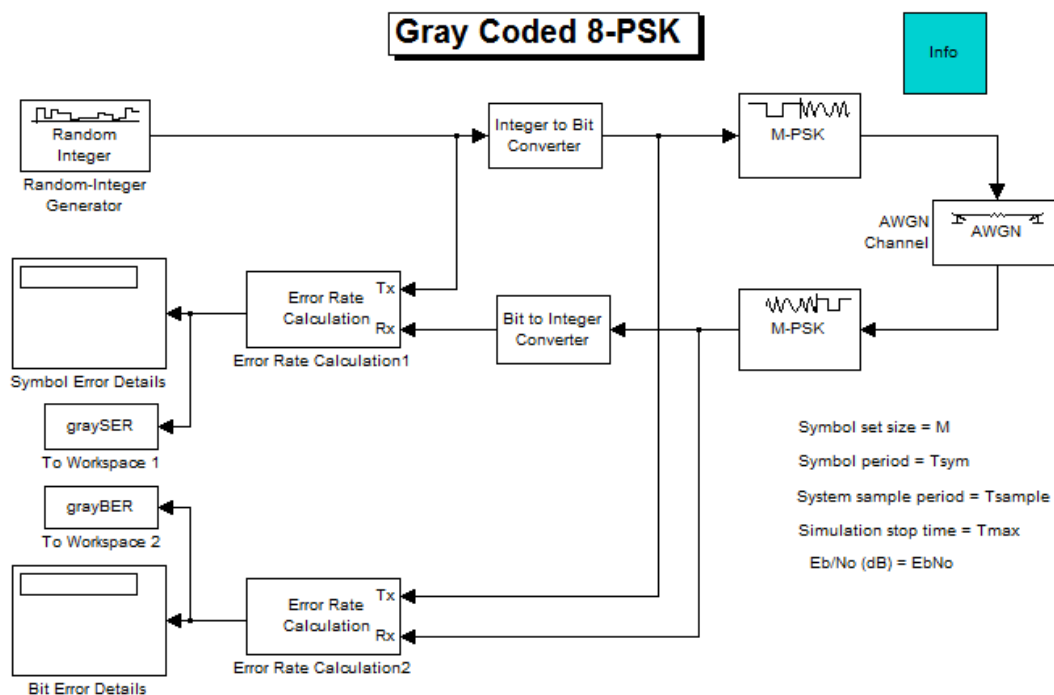 Gray Coded 8-PSK
Info
Random
Integer
Random-Integer
Generator
Integer to Bit
Converter
M-PSK
AWGN
Channel
AWGN
Tx
Rx
Error Rate
Calculation
Error Rate Calculation1
Bit to Integer
Converter
M-PSK
Symbol Error Details
graySER
To Workspace 1
grayBER
To Workspace 2
Symbol set size = M
Symbol period = Tsym
System sample period = Tsample
Simulation stop time = Tmax
Eb/No (dB) = EbNo
Tx
Rx
Error Rate
Calculation
Error Rate Calculation2
Bit Error Details